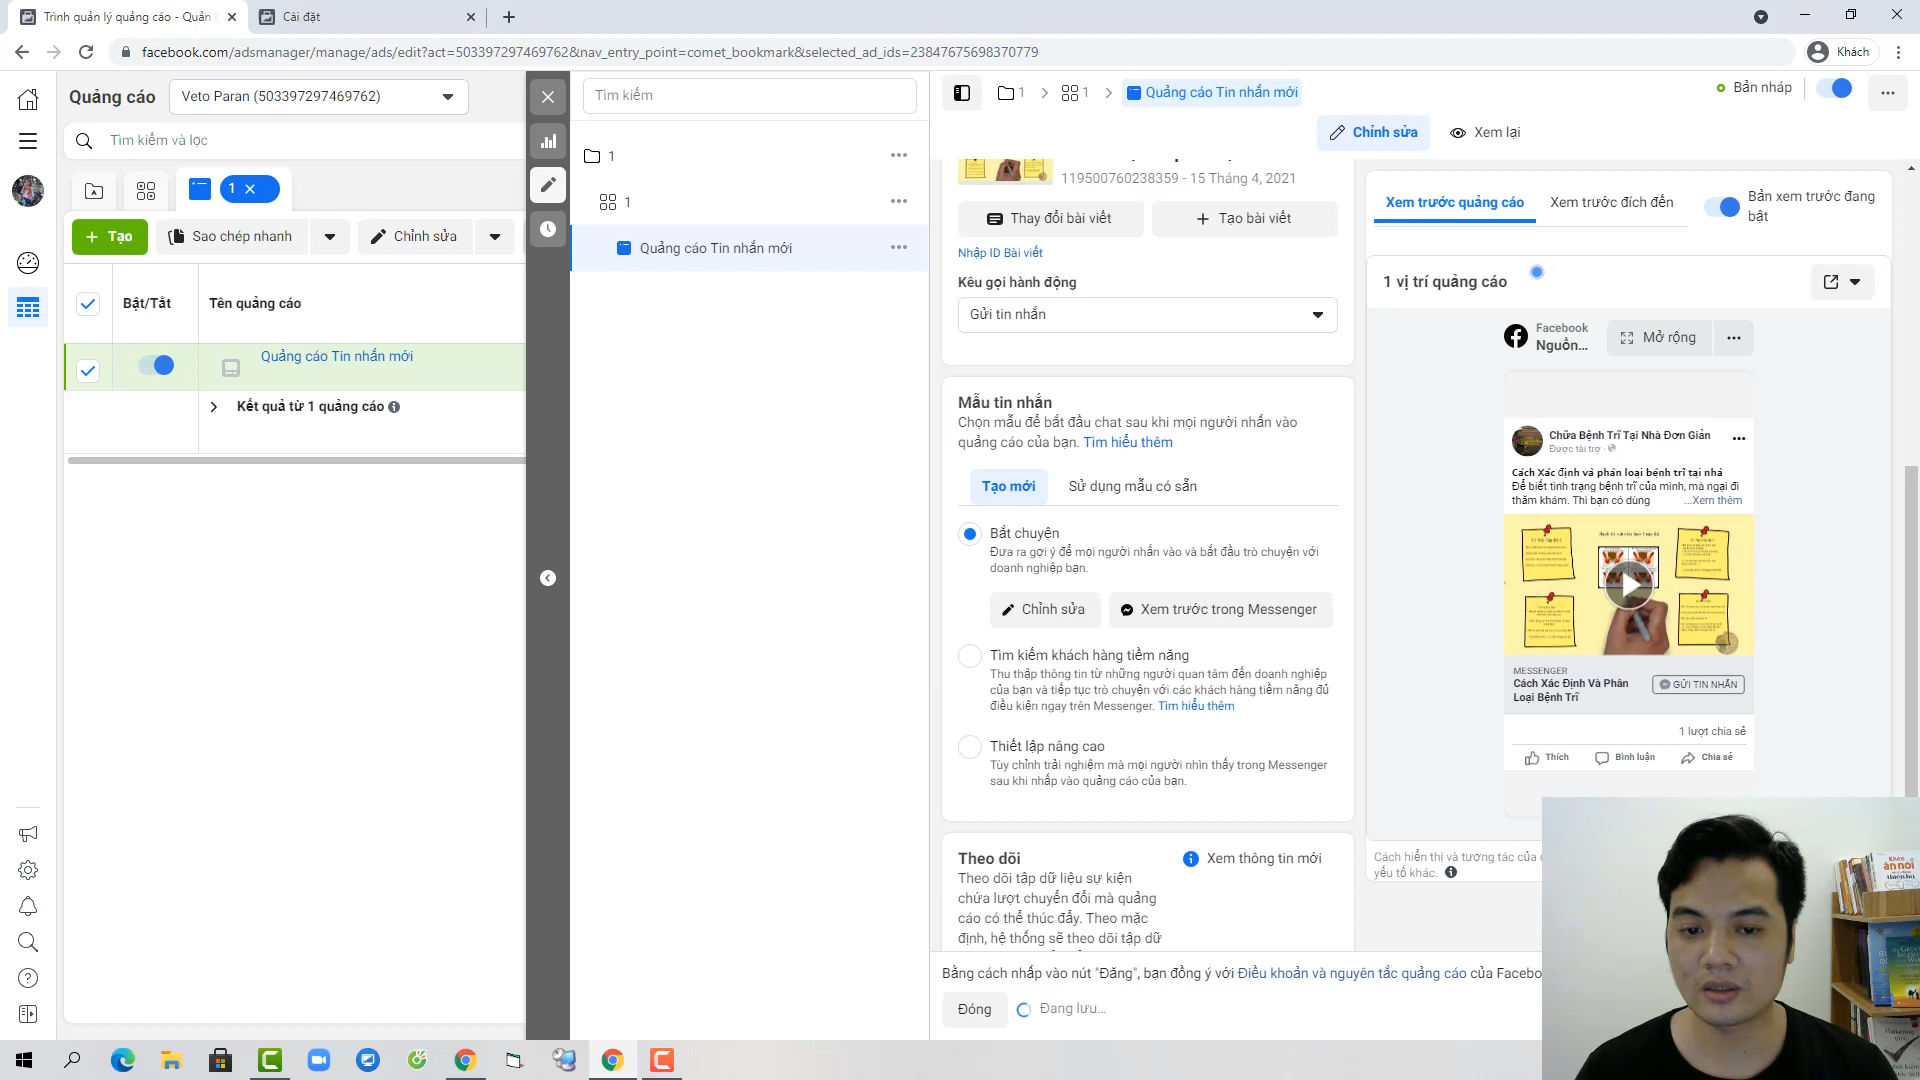 Trình quản lý quảng cáo - Quản
Cài đặt
facebook.com/adsmanager/manage/ads/edit?act=503397297469762&nav_entry_point=comet_bookmark&selected_ad_ids=23847675698370779
Khách
Quảng cáo
Veto Paran (503397297469762)
Tìm kiếm và lọc
1
Tạo
Sao chép nhanh
Chỉnh sửa
Bật/Tắt
Tên quảng cáo
Quảng cáo Tin nhắn mới
Kết quả từ 1 quảng cáo
Tìm kiếm
1
1
Quảng cáo Tin nhắn mới
1
1
Quảng cáo Tin nhắn mới
Bản nháp
Chỉnh sửa
Xem lại
119500760238359 - 15 Tháng 4, 2021
Thay đổi bài viết
Tạo bài viết
Nhập ID Bài viết
Kêu gọi hành động
Gửi tin nhắn
Mẫu tin nhắn
Chọn mẫu để bắt đầu chat sau khi mọi người nhấn vào
quảng cáo của bạn. Tìm hiểu thêm
Tạo mới
Sử dụng mẫu có sẵn
Bắt chuyện
Đưa ra gợi ý để mọi người nhấn vào và bắt đầu trò chuyện với
doanh nghiệp bạn.
Chỉnh sửa
Xem trước trong Messenger
Tìm kiếm khách hàng tiềm năng
Thu thập thông tin từ những người quan tâm đến doanh nghiệp
của bạn và tiếp tục trò chuyện với các khách hàng tiềm năng đủ
điều kiện ngay trên Messenger. Tìm hiểu thêm
Thiết lập nâng cao
Tùy chỉnh trải nghiệm mà mọi người nhìn thấy trong Messenger
sau khi nhấp vào quảng cáo của bạn.
Theo dõi
Xem thông tin mới
Theo dõi tập dữ liệu sự kiện
chứa lượt chuyển đổi mà quảng
cáo có thể thúc đẩy. Theo mặc
định, hệ thống sẽ theo dõi tập dữ
Bằng cách nhấp vào nút "Đăng", bạn đồng ý với Điều khoản và nguyên tắc quảng cáo của Facebo
Đóng
Đang lưu...
Xem trước quảng cáo
Xem trước đích đến
Bản xem trước đang
bật
1 vị trí quảng cáo
Facebook
Nguồn...
Mở rộng
Chữa Bệnh Trĩ Tại Nhà Đơn Giản
Được tài trợ
Cách Xác định và phân loại bệnh trĩ tại nhà
Để biết tình trạng bệnh trĩ của mình, mà ngại đi
thăm khám. Thì bạn có dùng ...Xem thêm
MESSENGER
Cách Xác Định Và Phân
Loại Bệnh Trĩ
GỬI TIN NHẮN
1 lượt chia sẻ
Thích
Bình luận
Chia sẻ
Cách hiển thị và tương tác của
yếu tố khác.